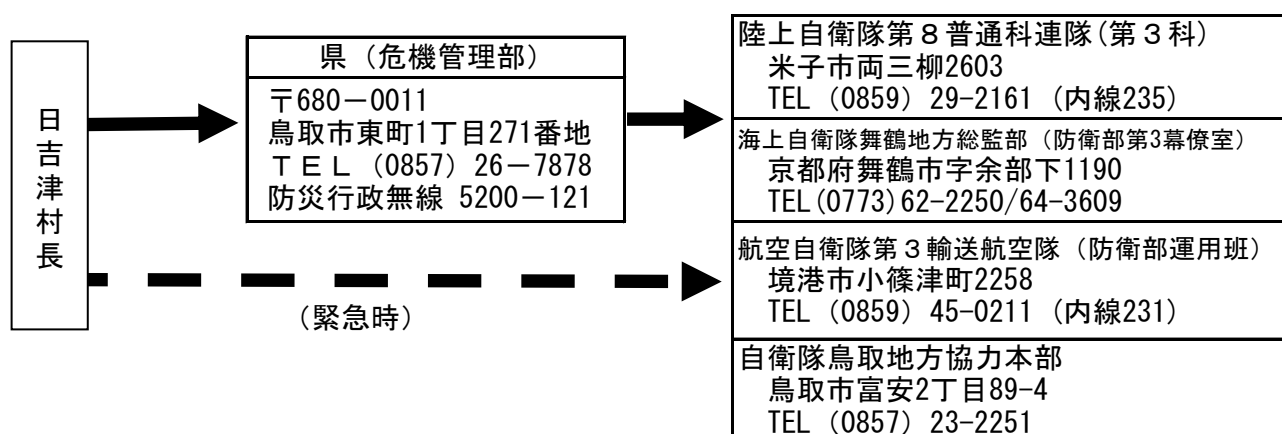 日吉津村長
県（危機管理部）
〒680－0011
鳥取市東町1丁目271番地
ＴＥＬ（0857）26－7878
防災行政無線 5200－121
（緊急時）
陸上自衛隊第８普通科連隊(第３科)
米子市両三柳2603
TEL（0859）29-2161（内線235）
海上自衛隊舞鶴地方総監部（防衛部第3幕僚室）
京都府舞鶴市字余部下1190
TEL(0773)62-2250/64-3609
航空自衛隊第３輸送航空隊（防衛部運用班）
境港市小篠津町2258
TEL（0859）45-0211（内線231）
自衛隊鳥取地方協力本部
鳥取市富安2丁目89-4
TEL（0857）23-2251